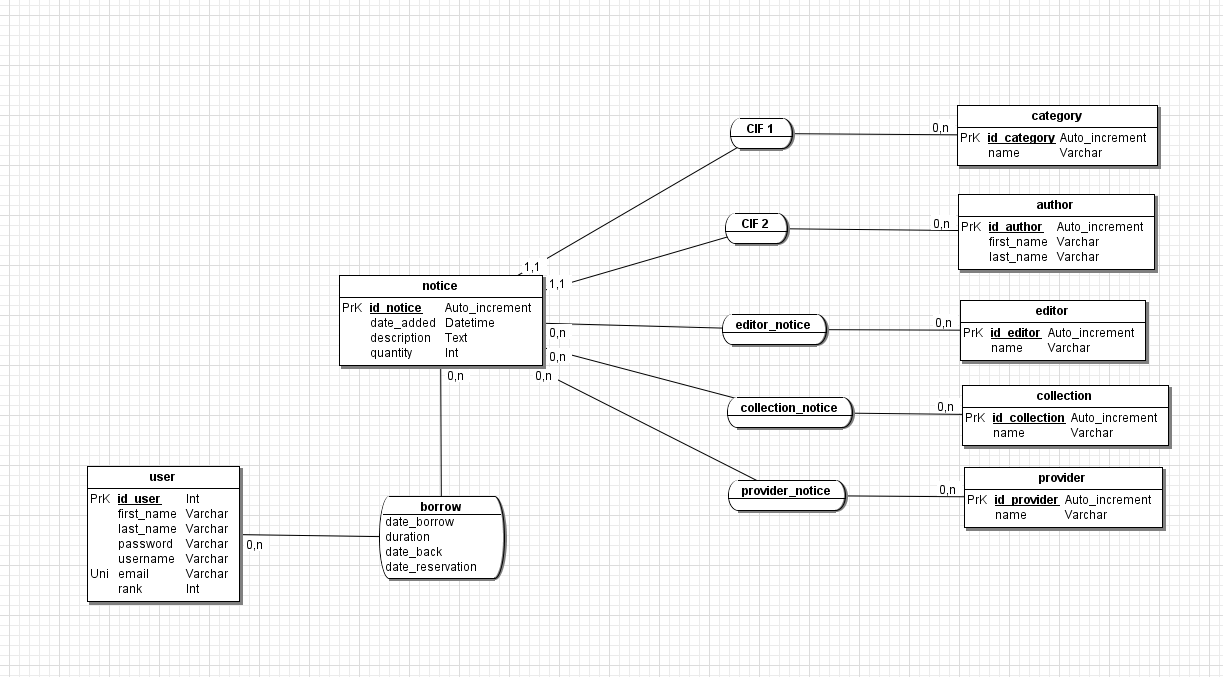 category
PrK id_category Auto_increment
name Varchar
CIF 1
0,n
1,1
author
PrK id_author Auto_increment
first_name Varchar
last_name Varchar
CIF 2
0,n
1,1
notice
PrK id_notice Auto_increment
date_added Datetime
description Text
quantity Int
editor_notice
0,n
0,n
editor
PrK id_editor Auto_increment
name Varchar
collection_notice
0,n
0,n
collection
PrK id_collection Auto_increment
name Varchar
provider_notice
0,n
0,n
provider
PrK id_provider Auto_increment
name Varchar
0,n
user
PrK id_user Int
first_name Varchar
last_name Varchar
password Varchar
username Varchar
Uni email Varchar
rank Int
0,n
borrow
date_borrow
duration
date_back
date_reservation